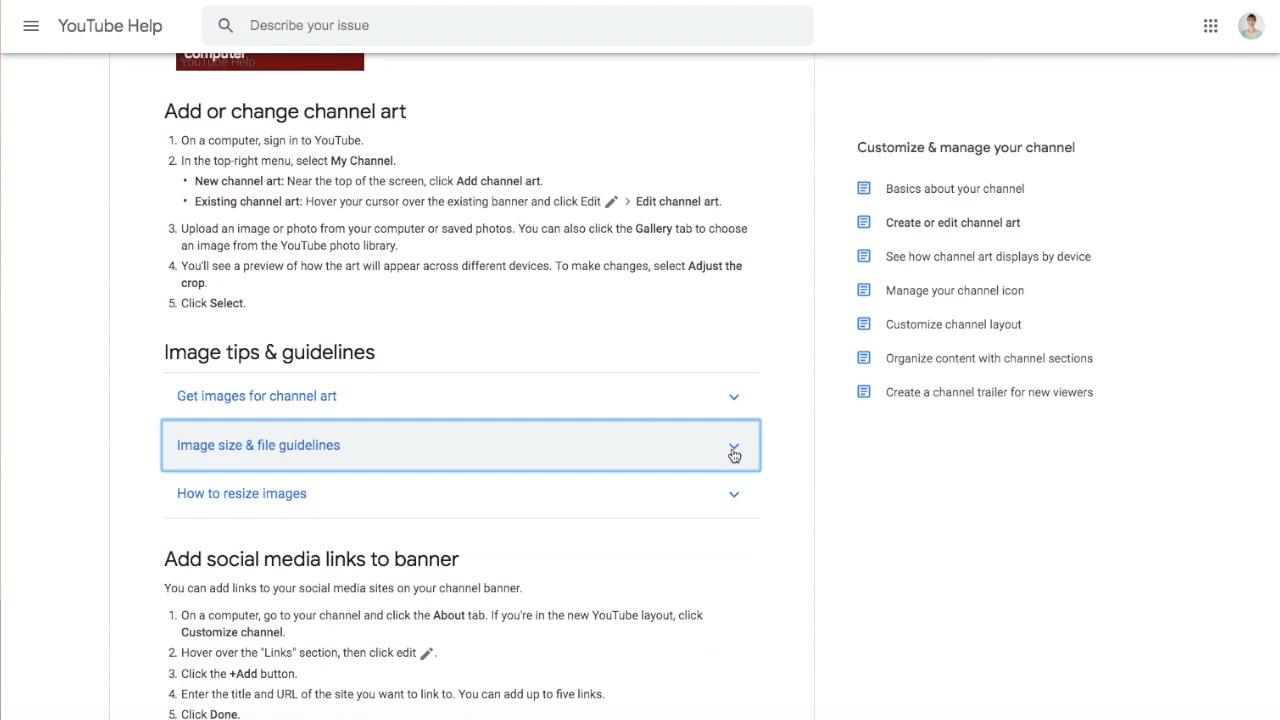 YouTube Help
Describe your issue
Computer
YouTube Help
Add or change channel art
1. On a computer, sign in to YouTube.
2. In the top-right menu, select My Channel.
• New channel art: Near the top of the screen, click Add channel art.
• Existing channel art: Hover your cursor over the existing banner and click Edit > Edit channel art.
3. Upload an image or photo from your computer or saved photos. You can also click the Gallery tab to choose
an image from the YouTube photo library.
4. You'll see a preview of how the art will appear across different devices. To make changes, select Adjust the
crop.
5. Click Select.
Image tips & guidelines
Get images for channel art
Image size & file guidelines
How to resize images
Add social media links to banner
You can add links to your social media sites on your channel banner.
1. On a computer, go to your channel and click the About tab. If you're in the new YouTube layout, click
Customize channel.
2. Hover over the "Links" section, then click edit .
3. Click the +Add button.
4. Enter the title and URL of the site you want to link to. You can add up to five links.
5. Click Done.
Customize & manage your channel
Basics about your channel
Create or edit channel art
See how channel art displays by device
Manage your channel icon
Customize channel layout
Organize content with channel sections
Create a channel trailer for new viewers